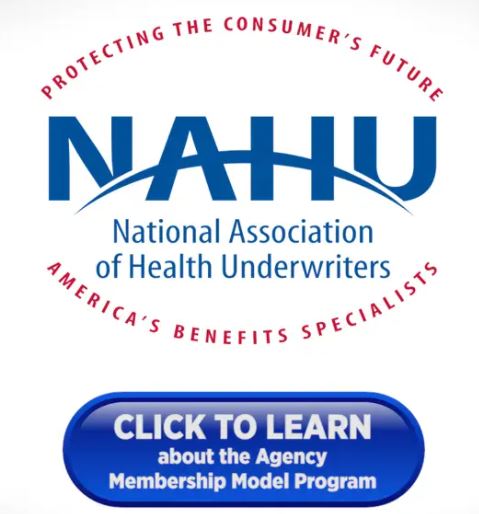 PROTECTING THE CONSUMER'S FUTURE
NAHU
National Association
of Health Underwriters
AMERICA'S BENEFITS SPECIALISTS
CLICK TO LEARN
about the Agency
Membership Model Program